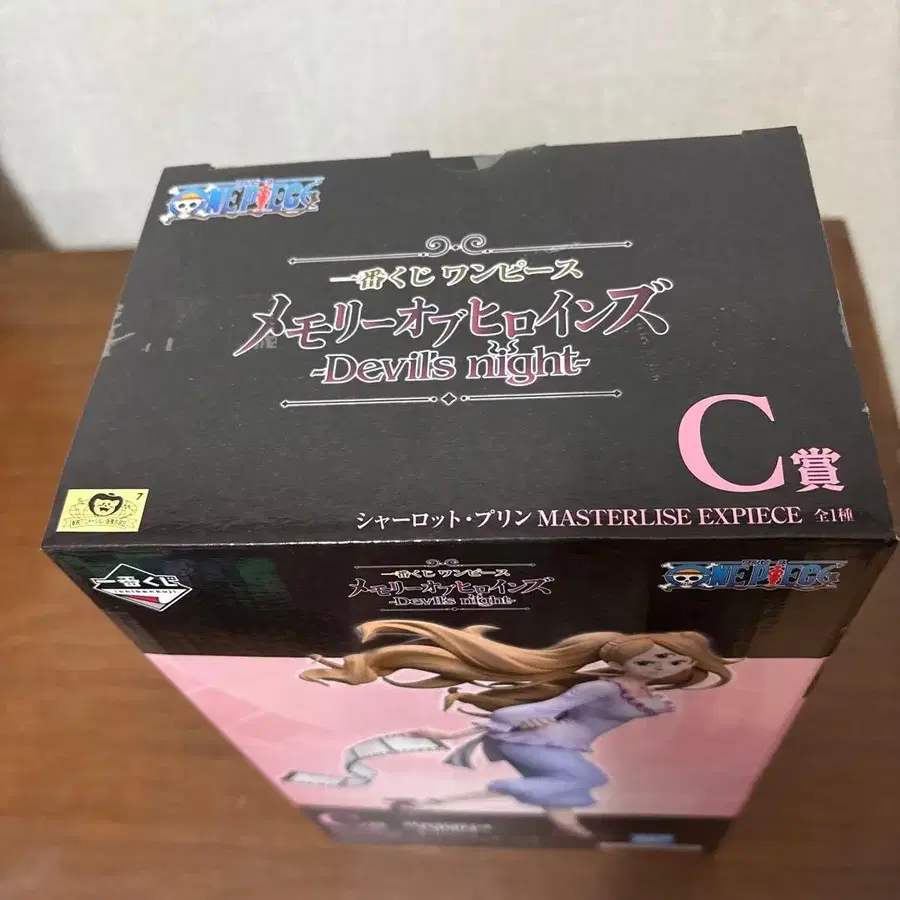 ONE PIECE
一番くじ ワンピース
メモリーオブヒロインズ
-Devil's night-
C賞
シャーロット・プリン MASTERLISE EXPIECE 全1種
7
一番くじ
ichibankuji
一番くじ ワンピース
メモリーオブヒロインズ
-Devil's night-
ONE PIECE
C